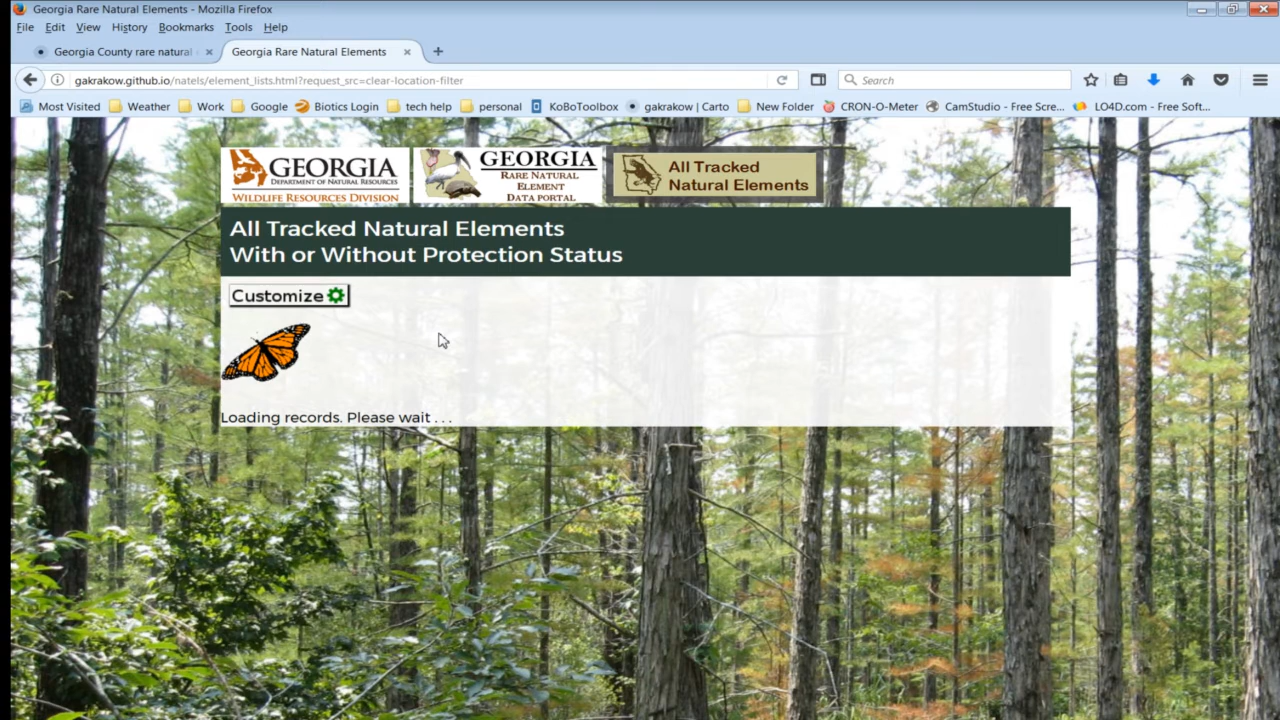 Georgia Rare Natural Elements - Mozilla Firefox
File Edit View History Bookmarks Tools Help
Georgia County rare natural Georgia Rare Natural Elements
gakrakow.github.io/natels/element_lists.html?request_src=clear-location-filter Search
Most Visited Weather Work Google Biotics Login tech help personal KoBoToolbox gakrakow | Carto New Folder CRON-O-Meter CamStudio - Free Scre... LO4D.com - Free Soft...
GEORGIA
DEPARTMENT OF NATURAL RESOURCES
WILDLIFE RESOURCES DIVISION
GEORGIA
RARE NATURAL
ELEMENT
DATA PORTAL
All Tracked
Natural Elements
All Tracked Natural Elements
With or Without Protection Status
Customize
Loading records. Please wait . . .